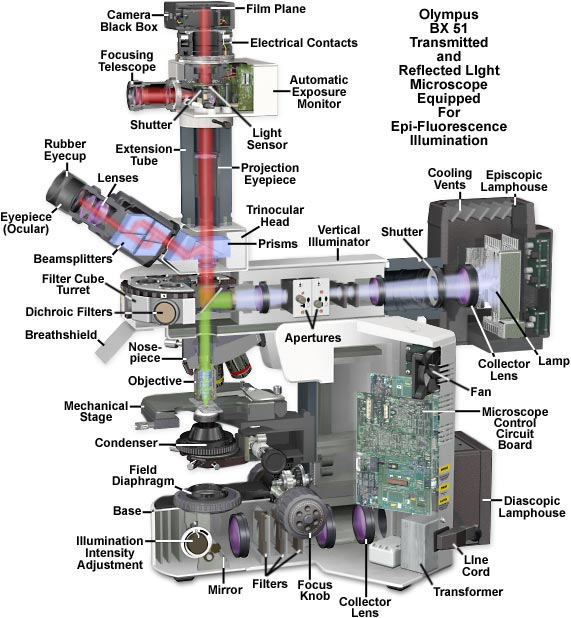 Camera
Black Box
Film Plane
Electrical Contacts
Focusing
Telescope
Automatic
Exposure
Monitor
Shutter
Light
Sensor
Olympus
BX 51
Transmitted
and
Reflected LIght
Microscope
Equipped
For
Epi-Fluorescence
Illumination
Rubber
Eyecup
Lenses
Extension
Tube
Projection
Eyepiece
Cooling
Vents
Episcopic
Lamphouse
Eyepiece
(Ocular)
Trinocular
Head
Vertical
Illuminator
Shutter
Beamsplitters
Prisms
Filter Cube
Turret
Dichroic Filters
Breathshield
Nose-
piece
Apertures
Collector
Lens
Lamp
Objective
Fan
Mechanical
Stage
Microscope
Control
Circuit
Board
Condenser
Field
Diaphragm
Base
Diascopic
Lamphouse
Illumination
Intensity
Adjustment
Mirror
Filters
Focus
Knob
Collector
Lens
LIne
Cord
Transformer